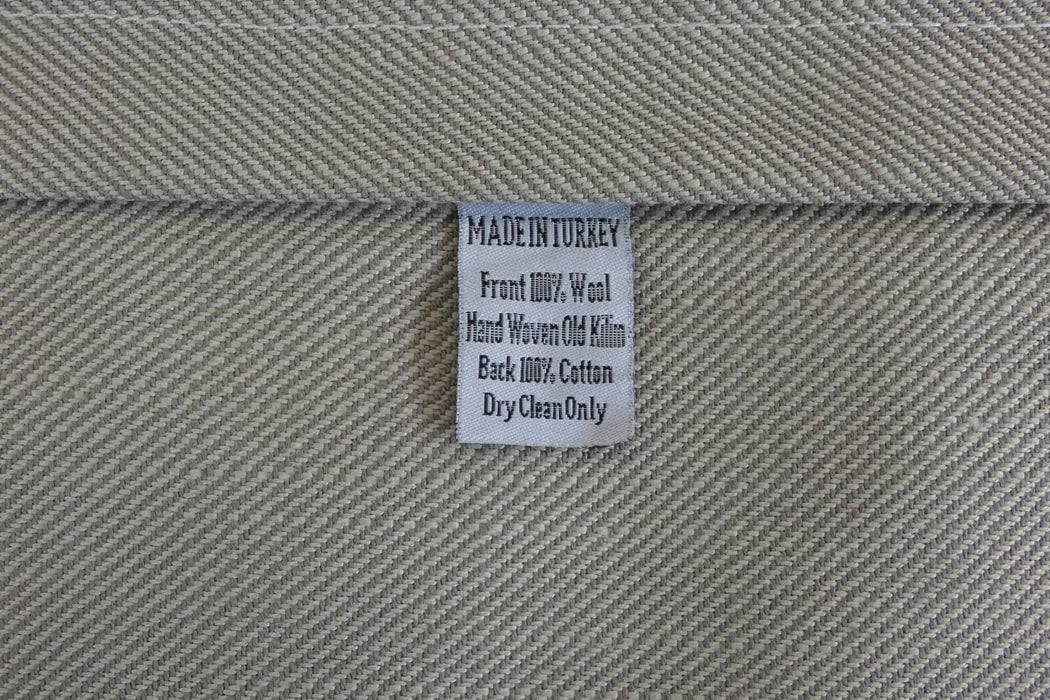 MADE IN TURKEY
Front 100% Wool
Hand Woven Old Kilim
Back 100% Cotton
Dry Clean Only